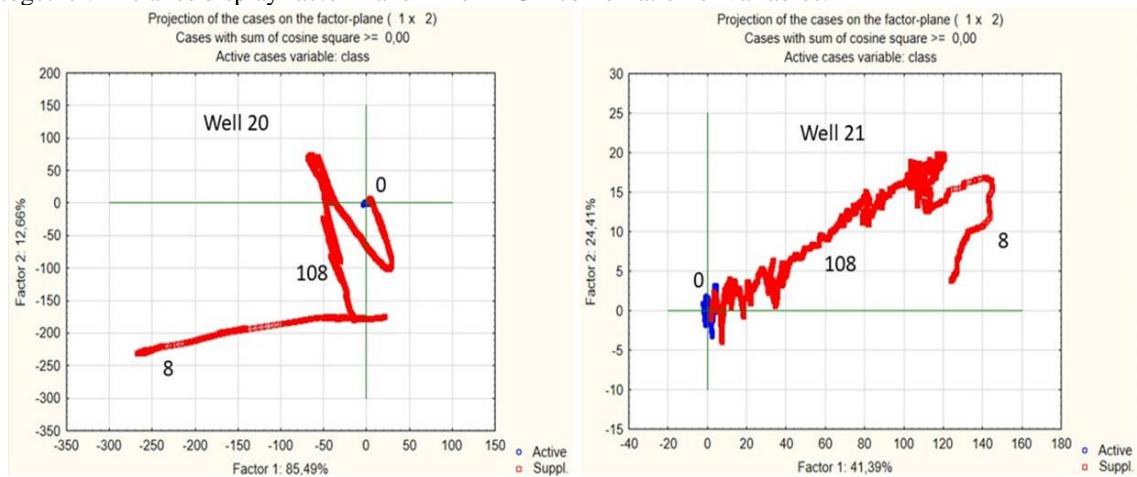 Projection of the cases on the factor-plane ( 1 x 2)
Cases with sum of cosine square >= 0,00
Active cases variable: class
200
150
100
50
0
-50
-100
-150
-200
-250
-300
-350
Factor 2: 12,66%
Well 20
0
108
8
-350 -300 -250 -200 -150 -100 -50 0 50 100 150
Factor 1: 85,49%
Active
Suppl.
Projection of the cases on the factor-plane ( 1 x 2)
Cases with sum of cosine square >= 0,00
Active cases variable: class
30
25
20
15
10
5
0
-5
-10
-15
Factor 2: 24,41%
Well 21
0
108
8
-40 -20 0 20 40 60 80 100 120 140 160 180
Factor 1: 41,39%
Active
Suppl.